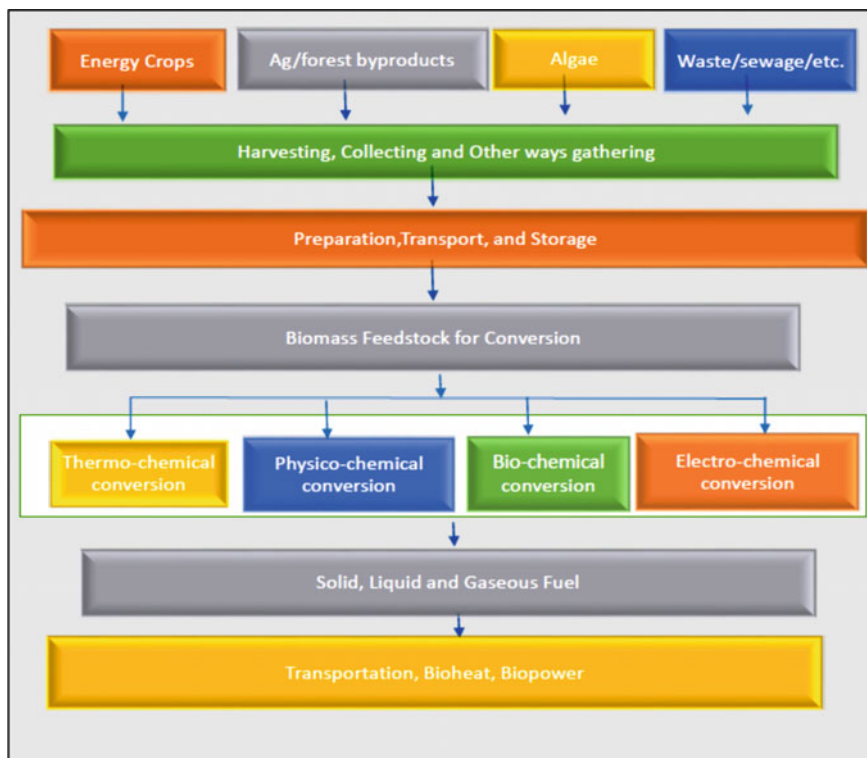 Energy Crops
Ag/forest byproducts
Algae
Waste/sewage/etc.
Harvesting, Collecting and Other ways gathering
Preparation,Transport, and Storage
Biomass Feedstock for Conversion
Thermo-chemical
conversion
Physico-chemical
conversion
Bio-chemical
conversion
Electro-chemical
conversion
Solid, Liquid and Gaseous Fuel
Transportation, Bioheat, Biopower